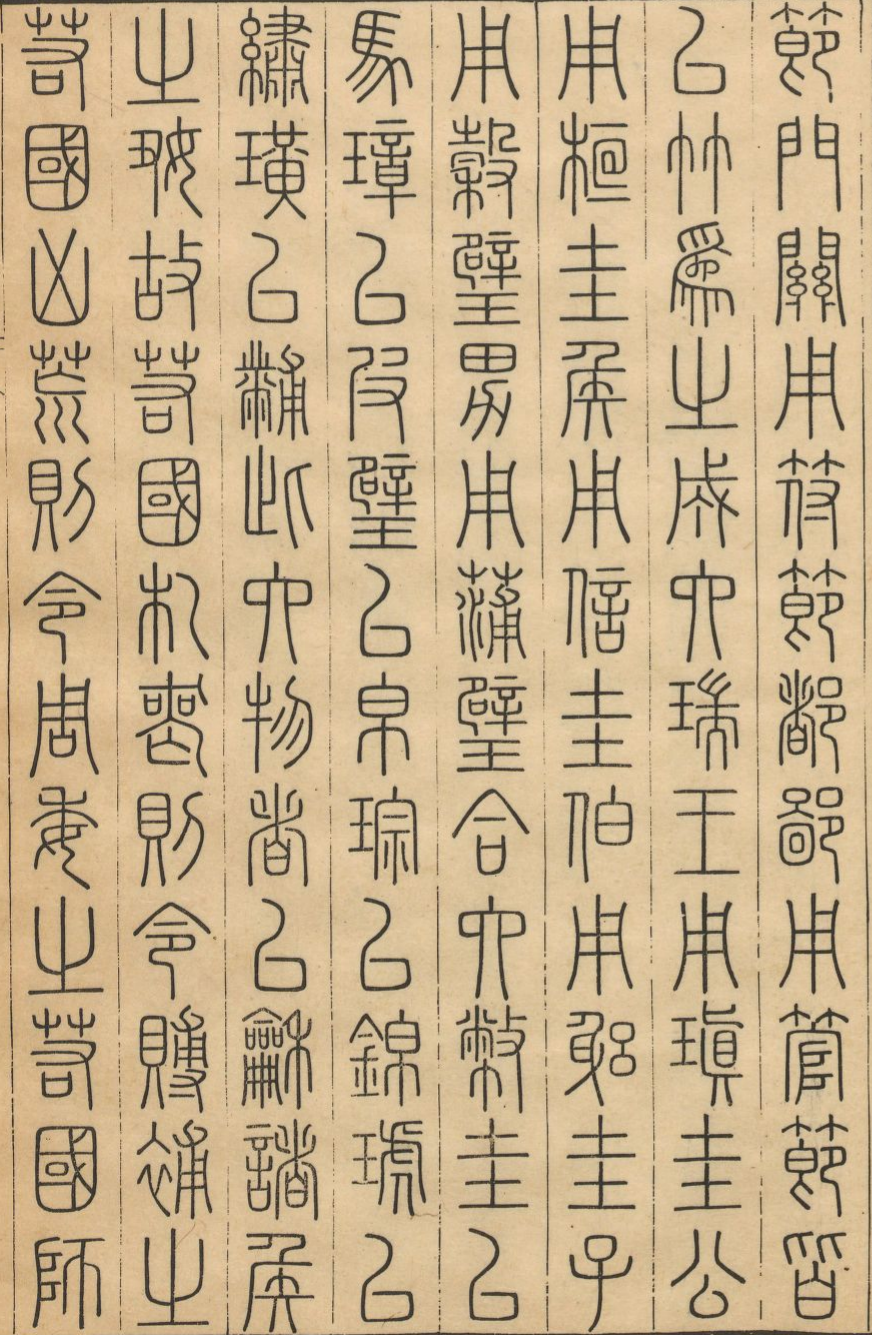 節門關用符節都鄙用管節皆
以竹爲之成六瑞王用瑱圭公
用桓圭侯用信圭伯用躬圭子
用穀璧男用蒲璧合六幣圭以
馬璋以皮璧以帛琮以錦琥以
繡璜以黼此六物者以龢諸侯
之好故若國札喪則令賻補之
若國凶荒則令周委之若國師